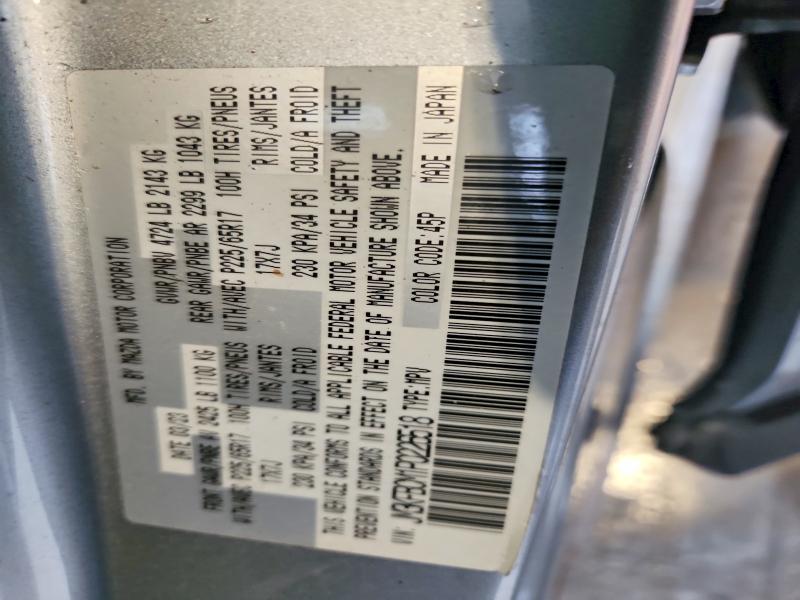 MFG. BY MAZDA MOTOR CORPORATION
DATE GVWR/PNBV 4724 LB 2143 KG
FRONT GAWR/PNBE A 2425 LB 1100 KG REAR GAWR/PNBE AR 2299 LB 1043 KG
WITH/AVEC P225/65R17 100H TIRES/PNEUS WITH/AVEC P225/65R17 100H TIRES/PNEUS
17X7J RIMS/JANTES 17X7J RIMS/JANTES
230 KPA/34 PSI COLD/A FROID 230 KPA/34 PSI COLD/A FROID
THIS VEHICLE CONFORMS TO ALL APPLICABLE FEDERAL MOTOR VEHICLE SAFETY AND THEFT
PREVENTION STANDARDS IN EFFECT ON THE DATE OF MANUFACTURE SHOWN ABOVE.
VIN: TYPE:MPV COLOR CODE:45P MADE IN JAPAN